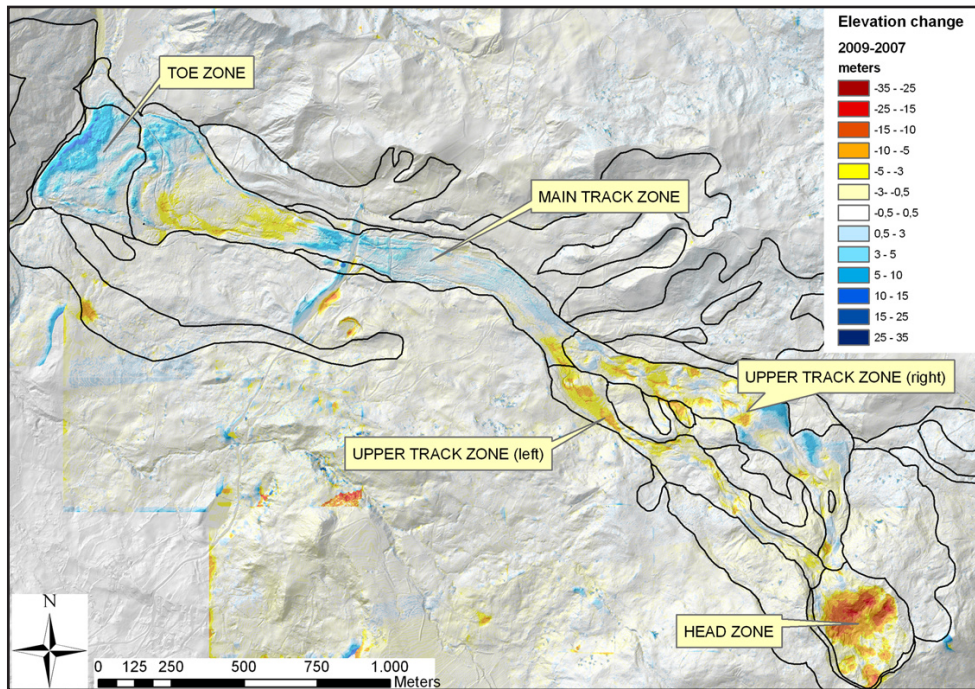 Elevation change
2009-2007
meters
-35 - -25
-25 - -15
-15 - -10
-10 - -5
-5 - -3
-3- -0,5
-0,5 - 0,5
0,5 - 3
3 - 5
5 - 10
10 - 15
15 - 25
25 - 35
TOE ZONE
MAIN TRACK ZONE
UPPER TRACK ZONE (right)
UPPER TRACK ZONE (left)
HEAD ZONE
N
0 125 250 500 750 1.000
Meters